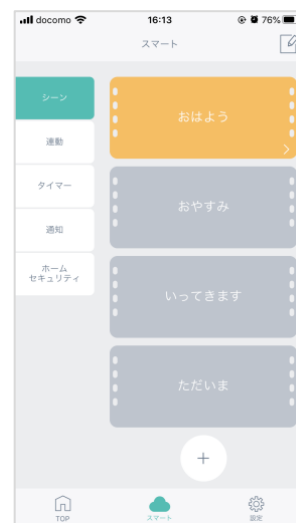 docomo 16:13 76%
スマート
シーン
連動
タイマー
通知
ホーム
セキュリティ
おはよう
おやすみ
いってきます
ただいま
+
TOP スマート 設定